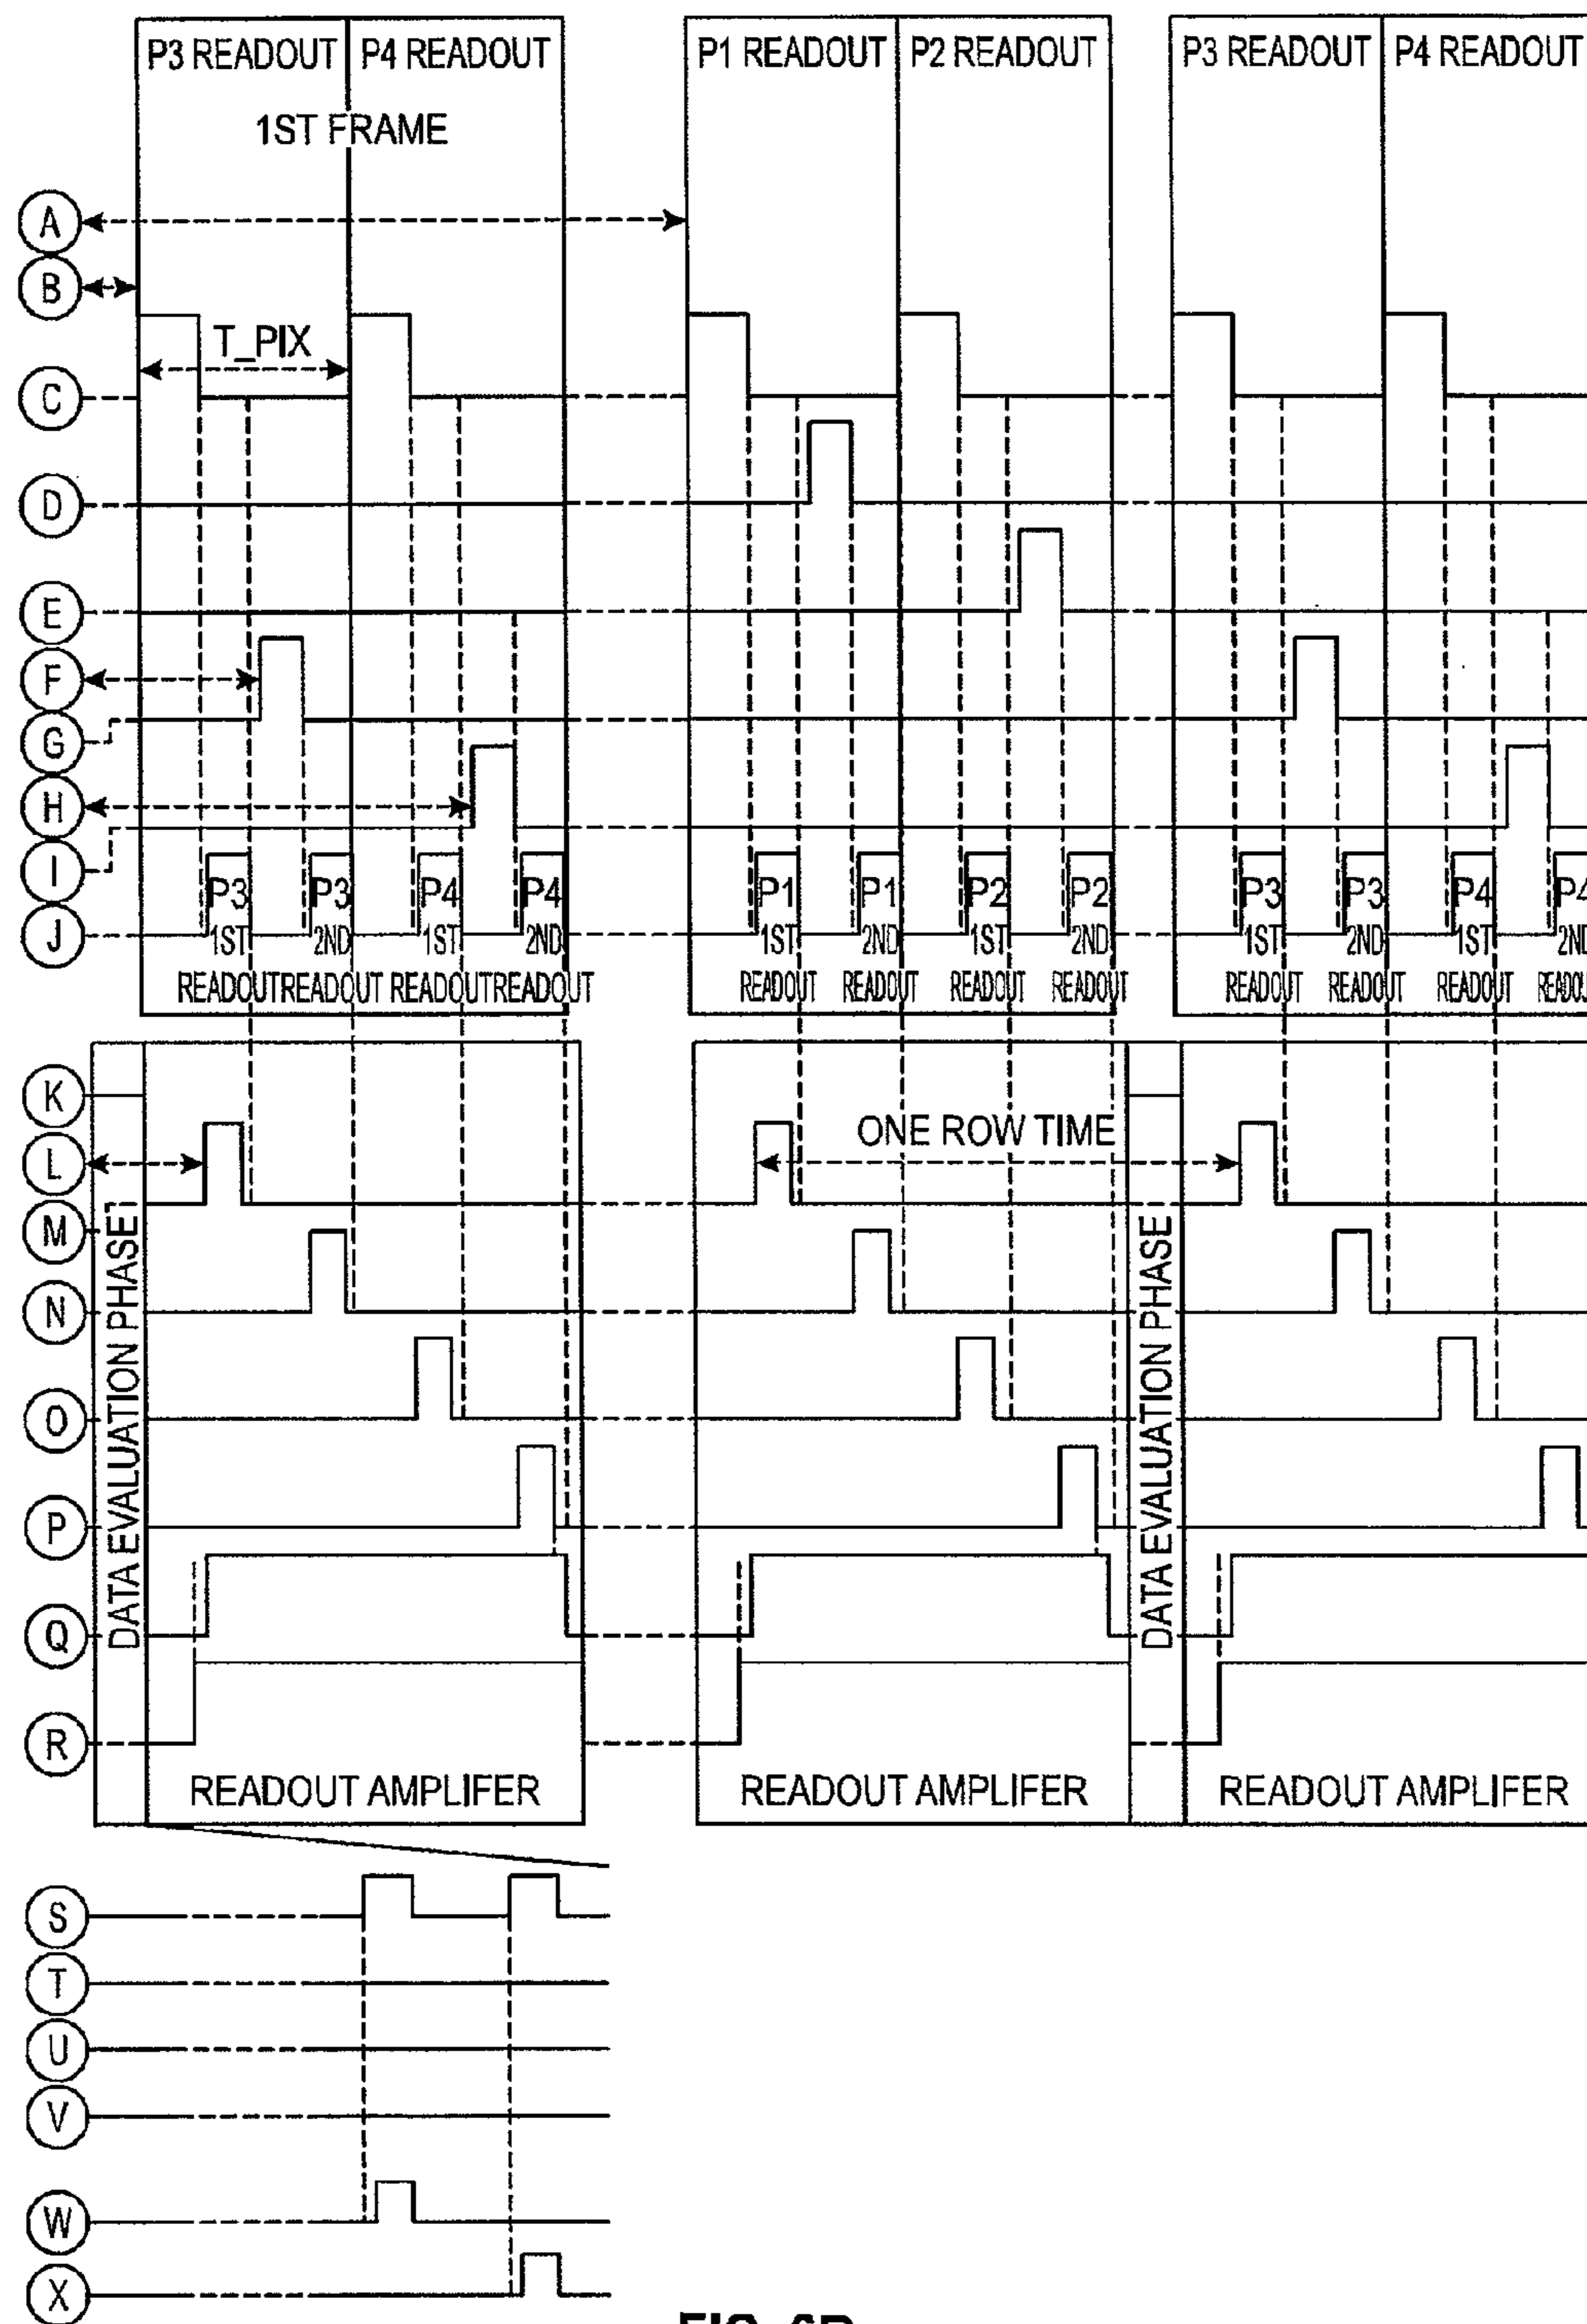 P3 READOUT P4 READOUT P1 READOUT P2 READOUT P3 READOUT P4 READOUT
1ST FRAME
A
B
T_PIX
C
D
E
F
G
H
I
P3 P3 P4 P4 P1 P1 P2 P2 P3 P3 P4 P4
J
1ST 2ND 1ST 2ND 1ST 2ND 1ST 2ND 1ST 2ND 1ST
READOUT READOUT READOUT READOUT READOUT READOUT READOUT READOUT READOUT READOUT READOUT
K
ONE ROW TIME
L
M
N
O
P
Q
R
DATA EVALUATION PHASE
DATA EVALUATION PHASE
READOUT AMPLIFER READOUT AMPLIFER READOUT AMPLIFER
S
T
U
V
W
X